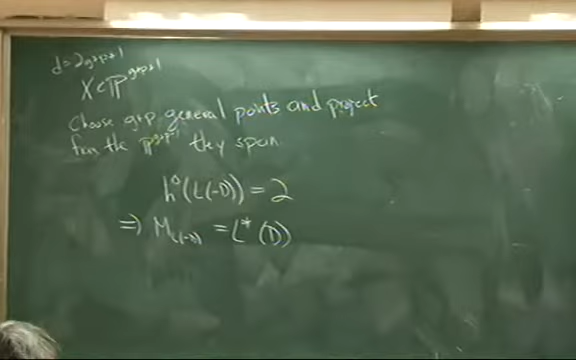 d=2g+p+1
X⊂ℙ^{g+p+1}
Choose g+p general points and project
from the ℙ^{g+p-1} they span
h⁰(L(-D)) = 2
⇒ M_{L(-D)} = L*(D)